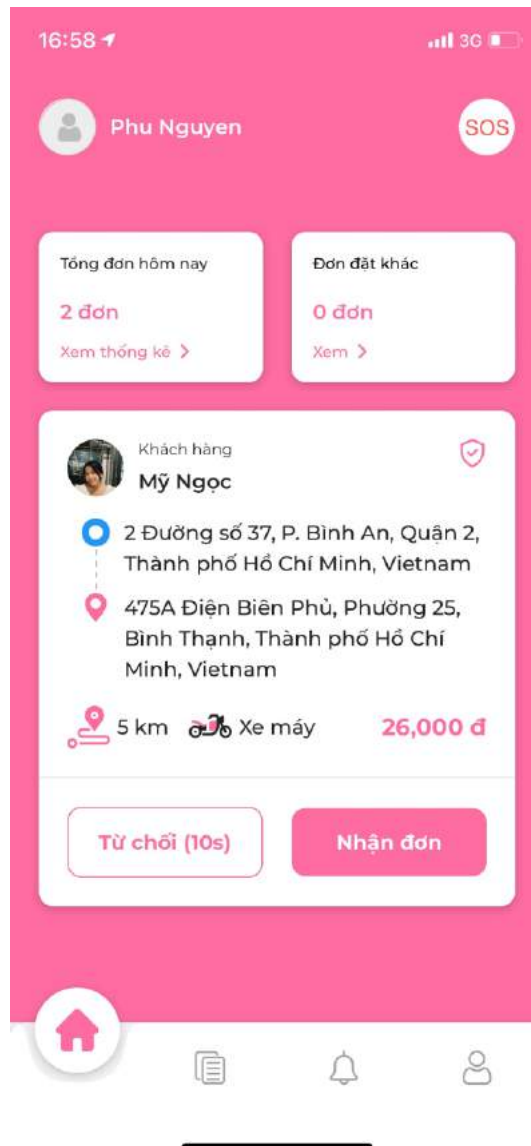 16:58
3G
Phu Nguyen
SOS
Tổng đơn hôm nay
2 đơn
Xem thống kê
Đơn đặt khác
0 đơn
Xem
Khách hàng
Mỹ Ngọc
2 Đường số 37, P. Bình An, Quận 2,
Thành phố Hồ Chí Minh, Vietnam
475A Điện Biên Phủ, Phường 25,
Bình Thạnh, Thành phố Hồ Chí
Minh, Vietnam
5 km
Xe máy
26,000 đ
Từ chối (10s)
Nhận đơn